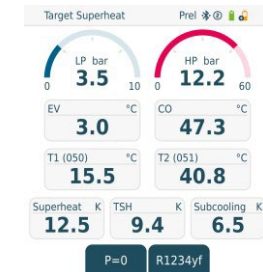 Target Superheat Prel
LP bar HP bar
3.5 12.2
0 10 0 60
EV °C CO °C
3.0 47.3
T1 (050) °C T2 (051) °C
15.5 40.8
Superheat K TSH K Subcooling K
12.5 9.4 6.5
P=0 R1234yf